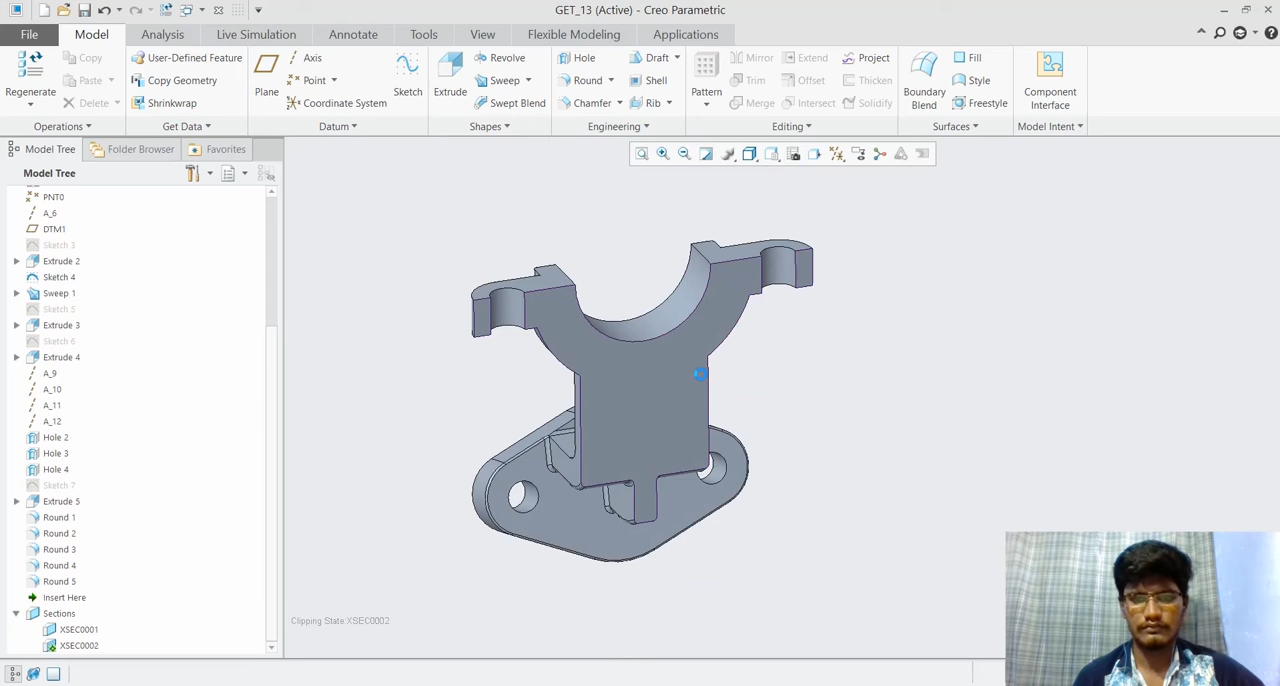 GET_13 (Active) - Creo Parametric
File Model Analysis Live Simulation Annotate Tools View Flexible Modeling Applications
Regenerate
Copy
Paste
Delete
Operations
User-Defined Feature
Copy Geometry
Shrinkwrap
Get Data
Plane
Axis
Point
Coordinate System
Sketch
Datum
Extrude
Revolve
Sweep
Swept Blend
Shapes
Hole
Round
Chamfer
Draft
Shell
Rib
Engineering
Pattern
Mirror
Trim
Merge
Extend
Offset
Intersect
Project
Thicken
Solidify
Editing
Boundary
Blend
Fill
Style
Freestyle
Surfaces
Component
Interface
Model Intent
Model Tree Folder Browser Favorites
Model Tree
PNT0
A_6
DTM1
Sketch 3
Extrude 2
Sketch 4
Sweep 1
Sketch 5
Extrude 3
Sketch 6
Extrude 4
A_9
A_10
A_11
A_12
Hole 2
Hole 3
Hole 4
Sketch 7
Extrude 5
Round 1
Round 2
Round 3
Round 4
Round 5
Insert Here
Sections
XSEC0001
XSEC0002
Clipping State:XSEC0002